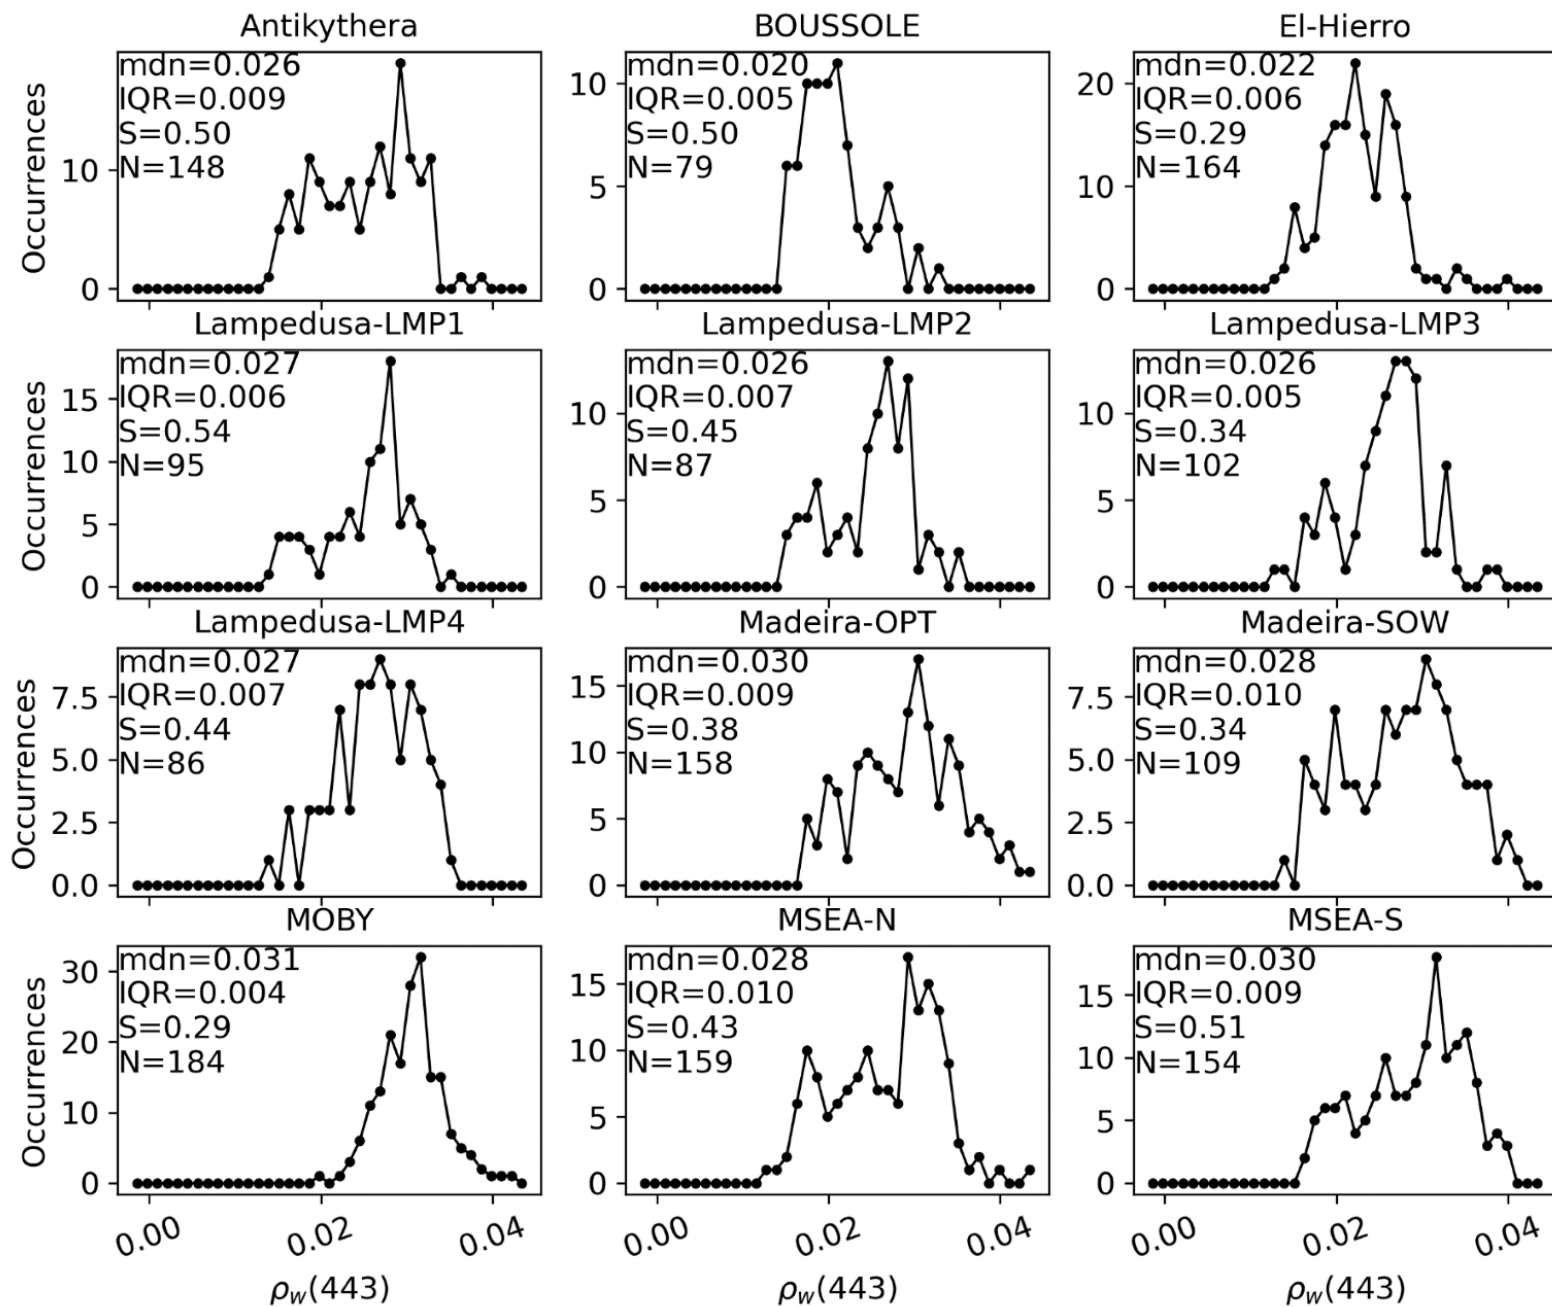 Antikythera
mdn=0.026
IQR=0.009
S=0.50
N=148
10
0
Occurrences
BOUSSOLE
mdn=0.020
IQR=0.005
S=0.50
N=79
10
5
0
El-Hierro
mdn=0.022
IQR=0.006
S=0.29
N=164
20
10
0
Lampedusa-LMP1
mdn=0.027
IQR=0.006
S=0.54
N=95
15
10
5
0
Occurrences
Lampedusa-LMP2
mdn=0.026
IQR=0.007
S=0.45
N=87
10
5
0
Lampedusa-LMP3
mdn=0.026
IQR=0.005
S=0.34
N=102
10
5
0
Lampedusa-LMP4
mdn=0.027
IQR=0.007
S=0.44
N=86
7.5
5.0
2.5
0.0
Occurrences
Madeira-OPT
mdn=0.030
IQR=0.009
S=0.38
N=158
15
10
5
0
Madeira-SOW
mdn=0.028
IQR=0.010
S=0.34
N=109
7.5
5.0
2.5
0.0
MOBY
mdn=0.031
IQR=0.004
S=0.29
N=184
30
20
10
0
Occurrences
0.00 0.02 0.04
ρw(443)
MSEA-N
mdn=0.028
IQR=0.010
S=0.43
N=159
15
10
5
0
0.00 0.02 0.04
ρw(443)
MSEA-S
mdn=0.030
IQR=0.009
S=0.51
N=154
15
10
5
0
0.00 0.02 0.04
ρw(443)